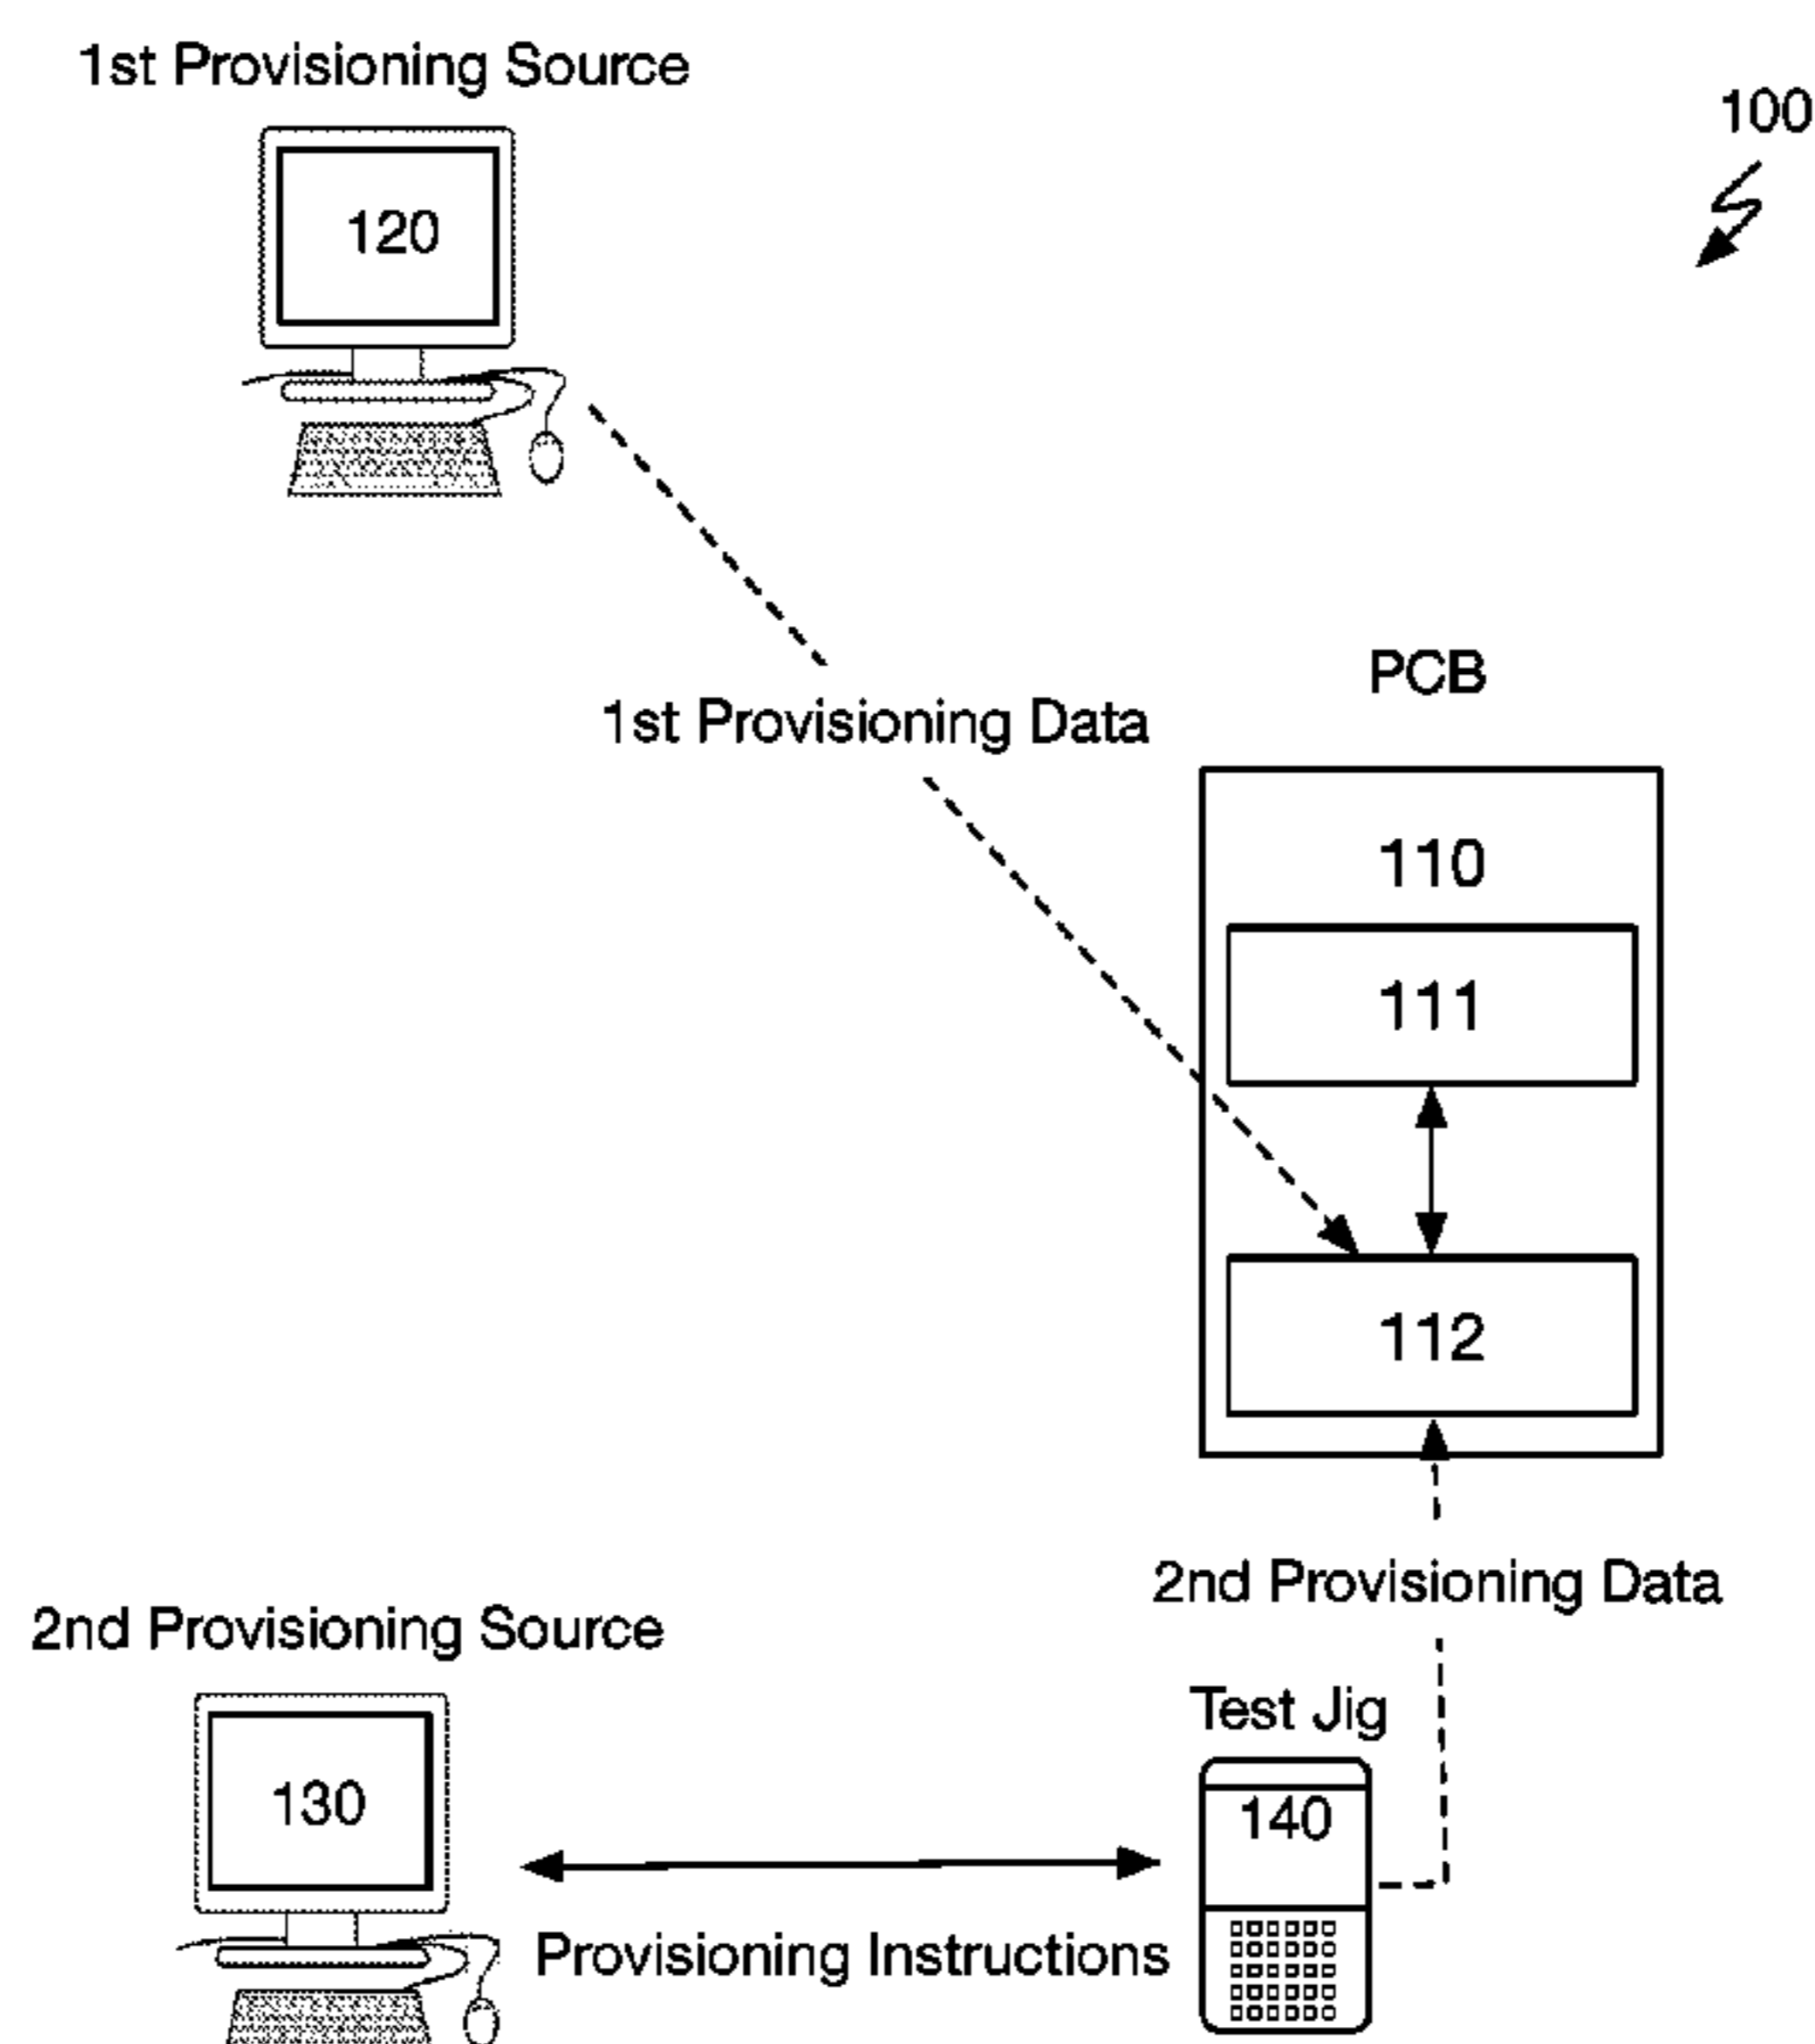 1st Provisioning Source
100
120
1st Provisioning Data
PCB
110
111
112
2nd Provisioning Data
2nd Provisioning Source
Test Jig
130
140
Provisioning Instructions